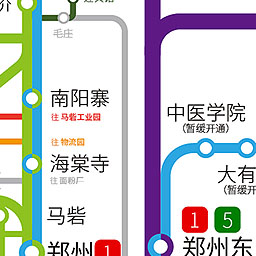 介
毛庄
南阳寨
往 马砦工业园
往 物流园
海棠寺
往 面粉厂
马砦
郑州 1
中医学院
(暂缓开通)
大有
(暂缓开
1 5
郑州东